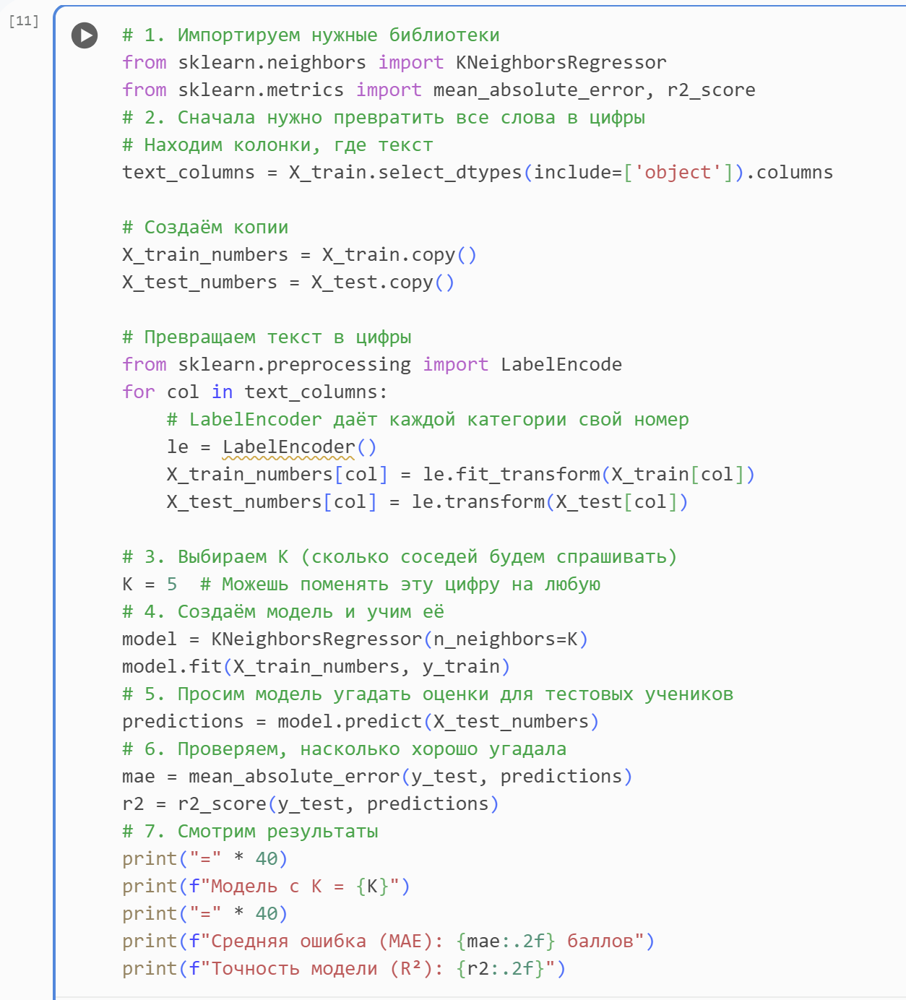 [11]
# 1. Импортируем нужные библиотеки
from sklearn.neighbors import KNeighborsRegressor
from sklearn.metrics import mean_absolute_error, r2_score
# 2. Сначала нужно превратить все слова в цифры
# Находим колонки, где текст
text_columns = X_train.select_dtypes(include=['object']).columns

# Создаём копии
X_train_numbers = X_train.copy()
X_test_numbers = X_test.copy()

# Превращаем текст в цифры
from sklearn.preprocessing import LabelEncode
for col in text_columns:
    # LabelEncoder даёт каждой категории свой номер
    le = LabelEncoder()
    X_train_numbers[col] = le.fit_transform(X_train[col])
    X_test_numbers[col] = le.transform(X_test[col])

# 3. Выбираем K (сколько соседей будем спрашивать)
K = 5  # Можешь поменять эту цифру на любую
# 4. Создаём модель и учим её
model = KNeighborsRegressor(n_neighbors=K)
model.fit(X_train_numbers, y_train)
# 5. Просим модель угадать оценки для тестовых учеников
predictions = model.predict(X_test_numbers)
# 6. Проверяем, насколько хорошо угадала
mae = mean_absolute_error(y_test, predictions)
r2 = r2_score(y_test, predictions)
# 7. Смотрим результаты
print("=" * 40)
print(f"Модель с K = {K}")
print("=" * 40)
print(f"Средняя ошибка (MAE): {mae:.2f} баллов")
print(f"Точность модели (R²): {r2:.2f}")